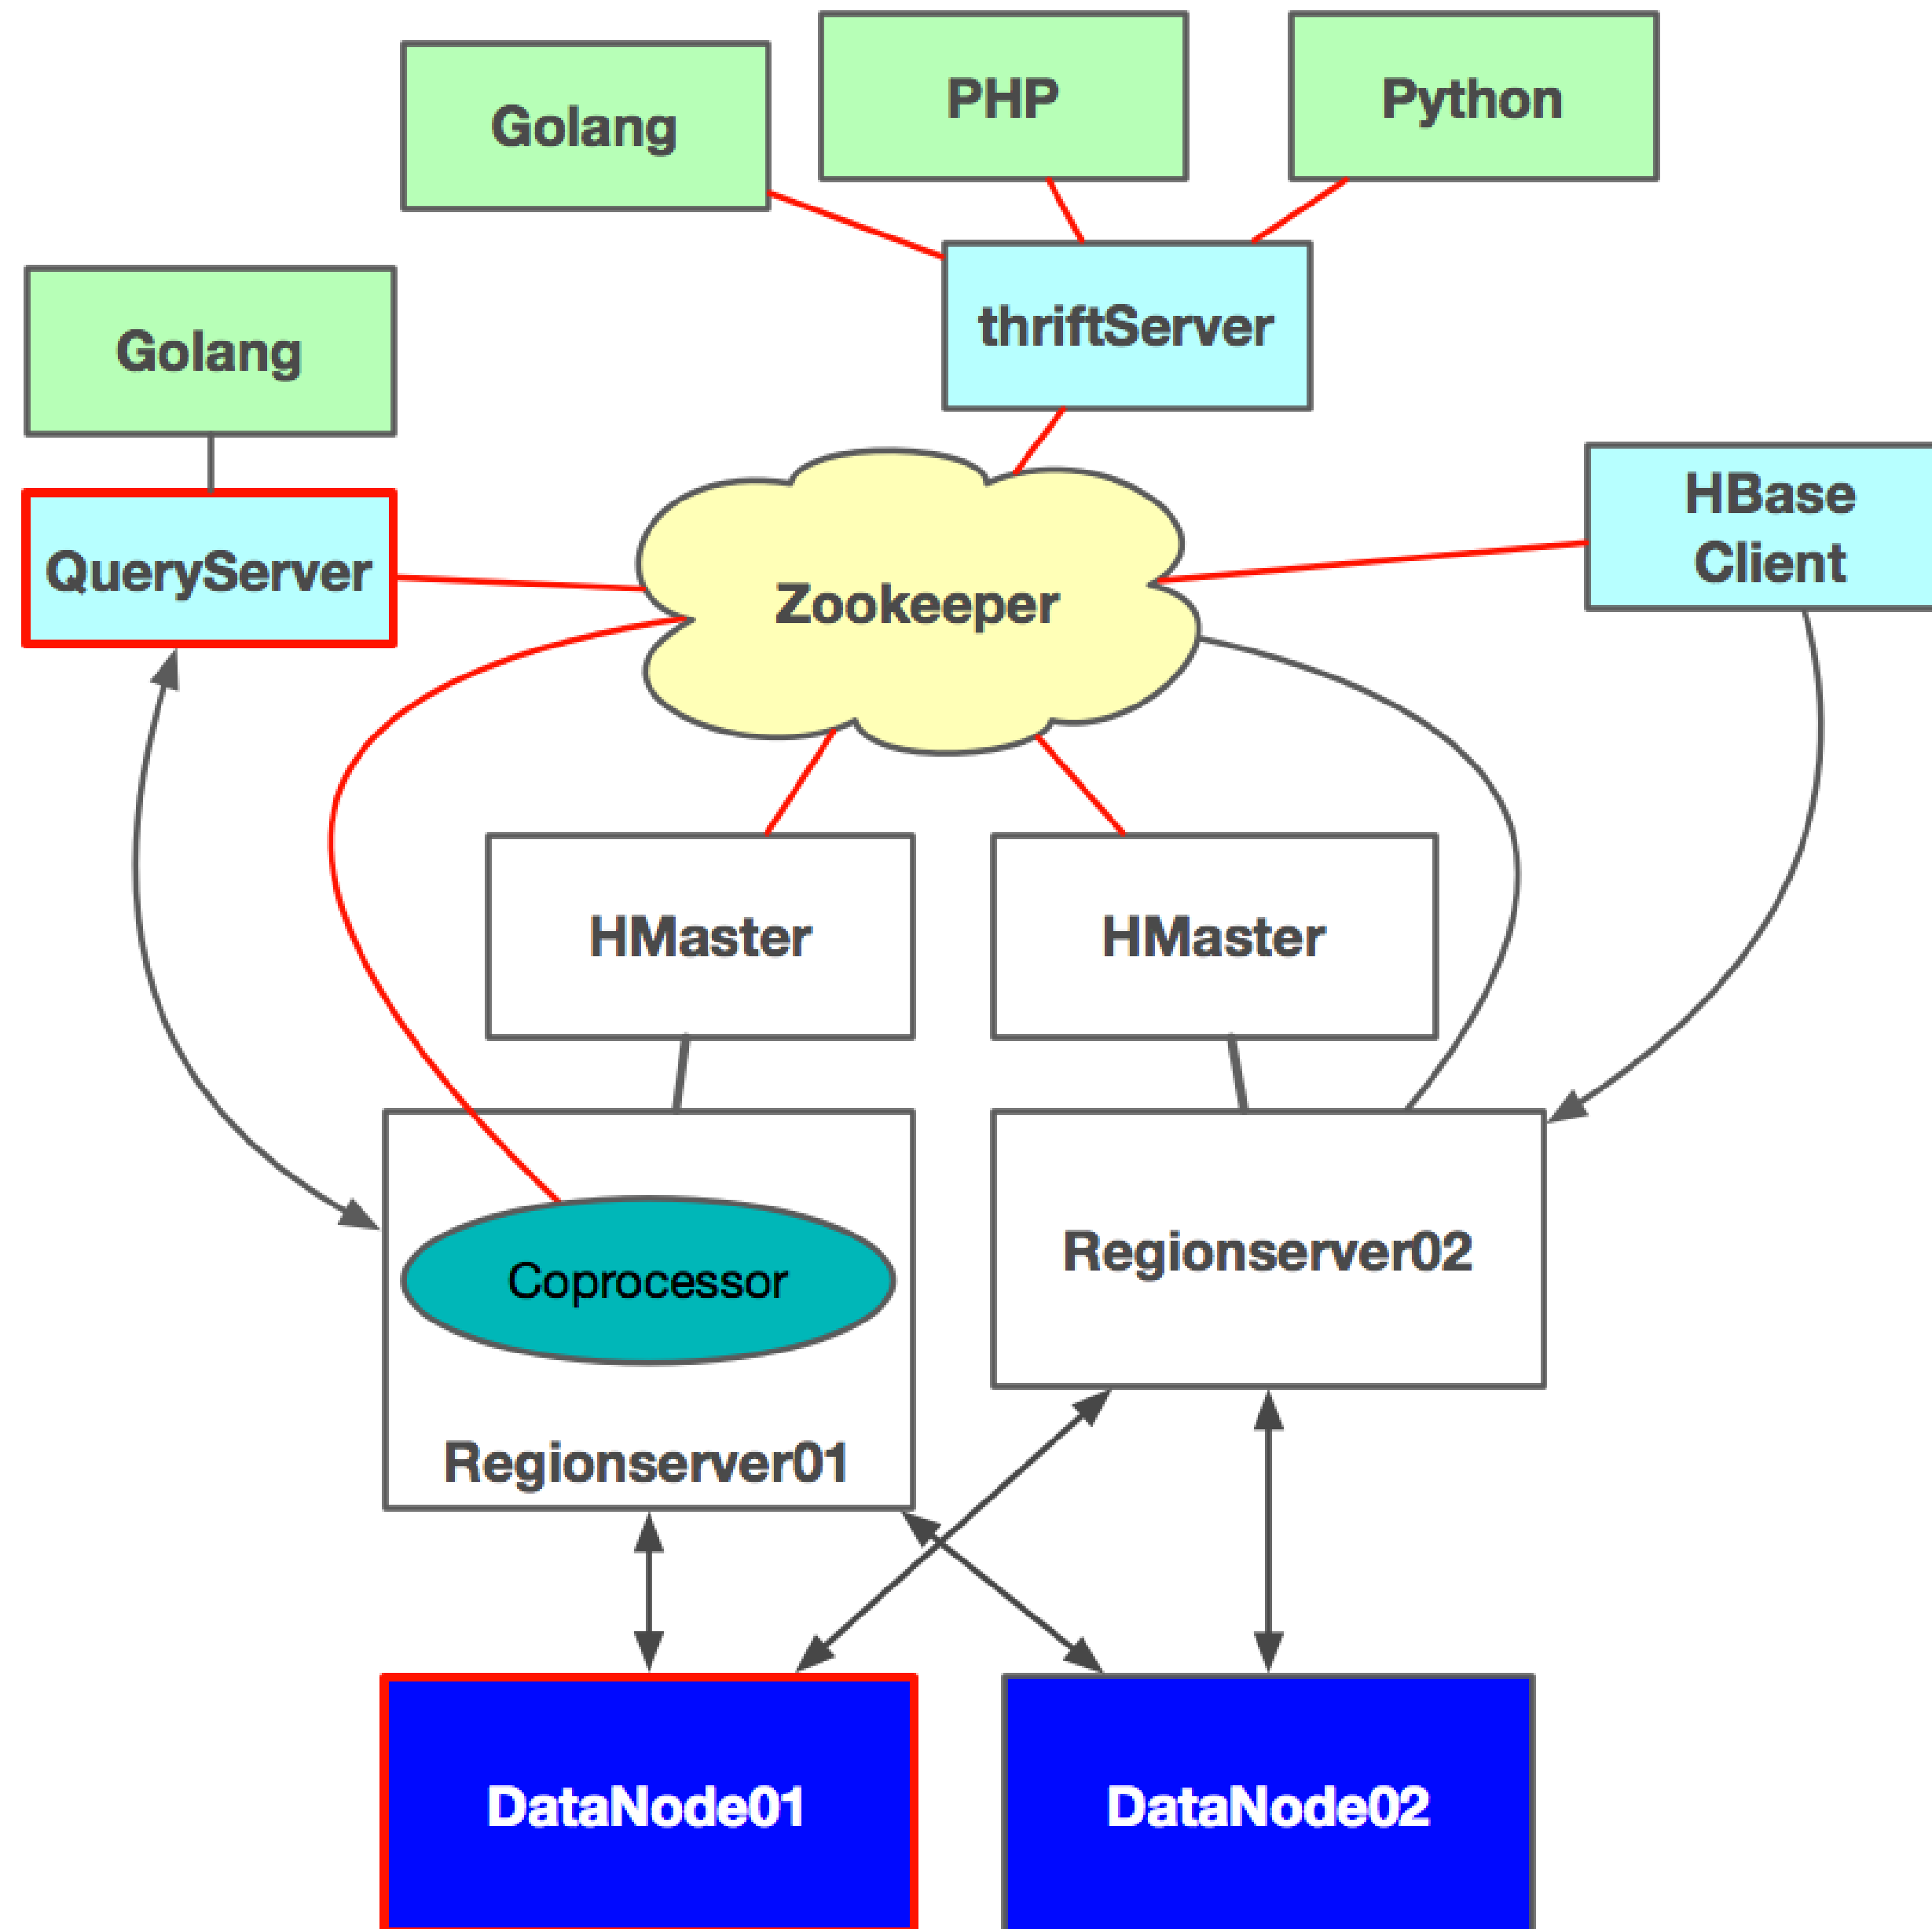 Golang
PHP
Python
thriftServer
Golang
QueryServer
Zookeeper
HBase
Client
HMaster
HMaster
Coprocessor
Regionserver01
Regionserver02
DataNode01
DataNode02